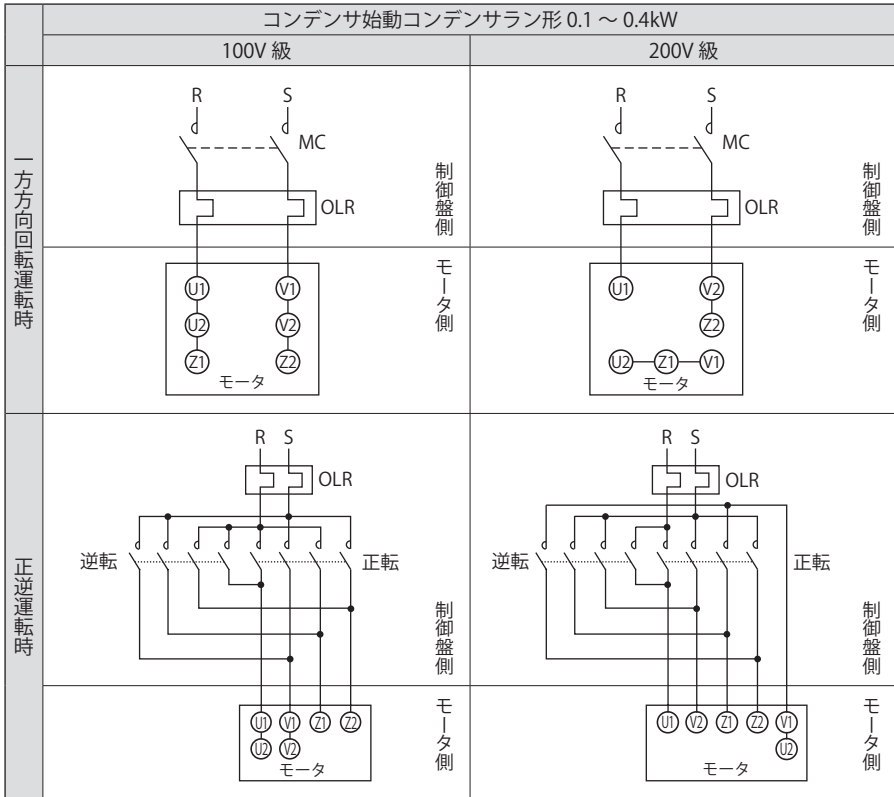 コンデンサ始動コンデンサラン形 0.1 ～ 0.4kW
100V 級
200V 級
一方方向回転運転時
R S
MC
OLR
制御盤側
モータ側
U1 V1
U2 V2
Z1 Z2
モータ
R S
MC
OLR
制御盤側
モータ側
U1 V2
Z2
U2 Z1 V1
モータ
正逆運転時
R S
OLR
逆転
正転
制御盤側
モータ側
U1 V1 Z1 Z2
U2 V2
モータ
R S
OLR
逆転
正転
制御盤側
モータ側
U1 V2 Z1 Z2 V1
U2
モータ